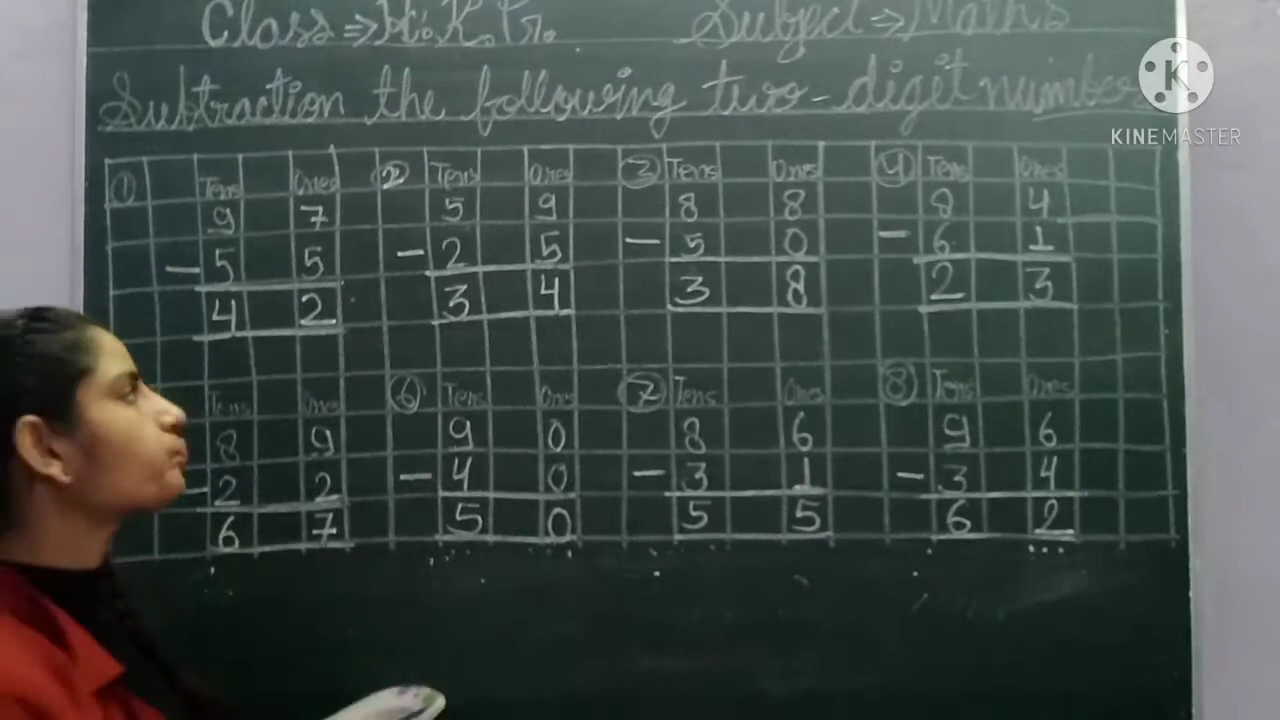 Class ⇒ H.K.G. Subject ⇒ Maths
Subtraction the following two-digit numbers
K
KINEMASTER
① Tens Ones ② Tens Ones ③ Tens Ones ④ Tens Ones
9 7 5 9 8 8 8 4
- 5 5 - 2 5 - 5 0 - 6 1
4 2 3 4 3 8 2 3
Tens Ones ⑥ Tens Ones ⑦ Tens Ones ⑧ Tens Ones
8 9 9 0 8 6 9 6
- 2 2 - 4 0 - 3 1 - 3 4
6 7 5 0 5 5 6 2